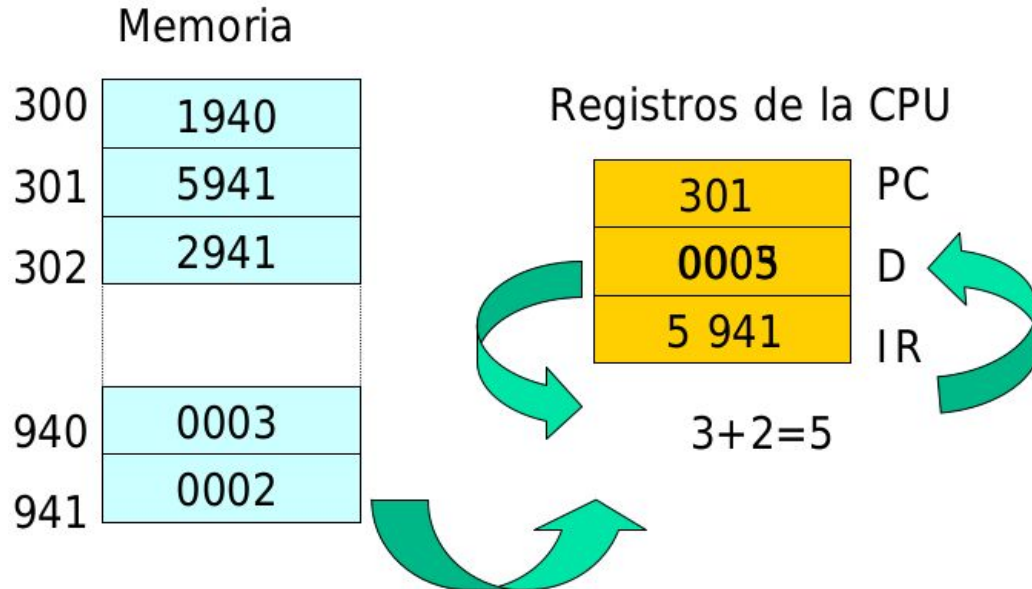 Memoria
300 1940
301 5941
302 2941
940 0003
941 0002
Registros de la CPU
301 PC
D
5 941 IR
3+2=5